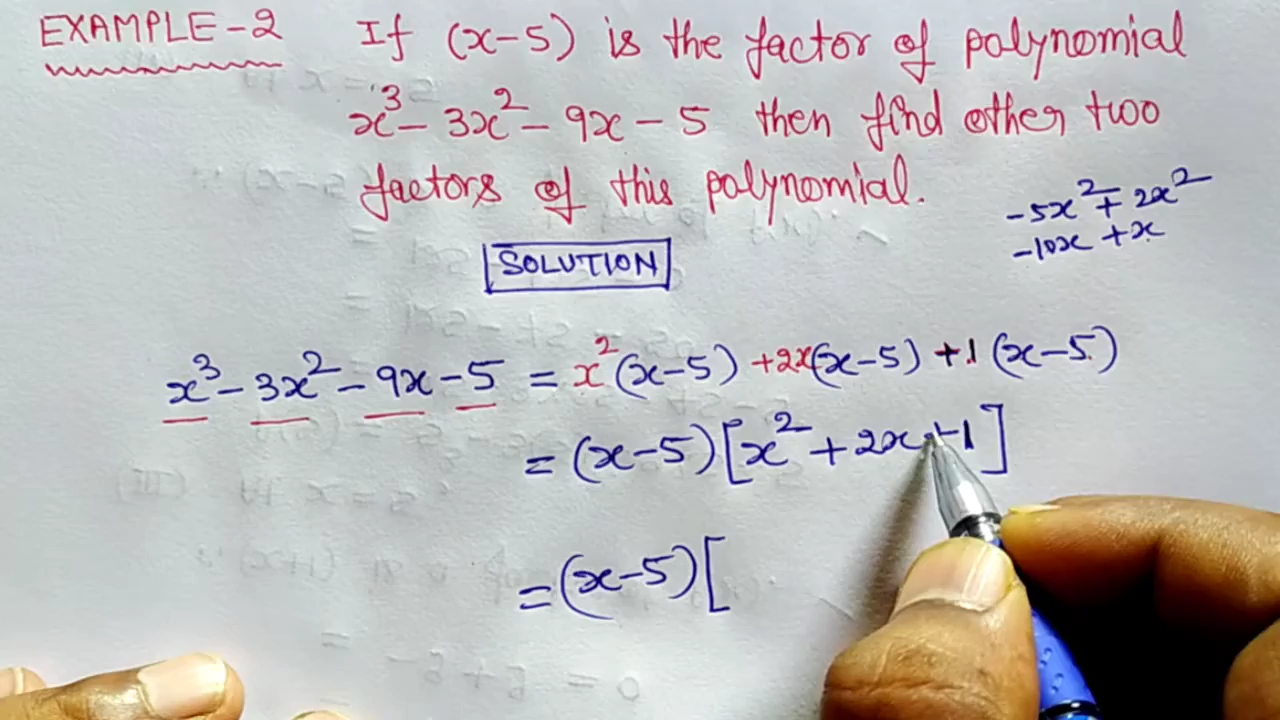 EXAMPLE-2 If (x-5) is the factor of polynomial
x³ - 3x² - 9x - 5 then find other two
factors of this polynomial.
-5x² + 2x²
-10x + x
SOLUTION
x³ - 3x² - 9x - 5 = x²(x-5) +2x(x-5) +1(x-5)
= (x-5)[x² + 2x + 1]
= (x-5)[